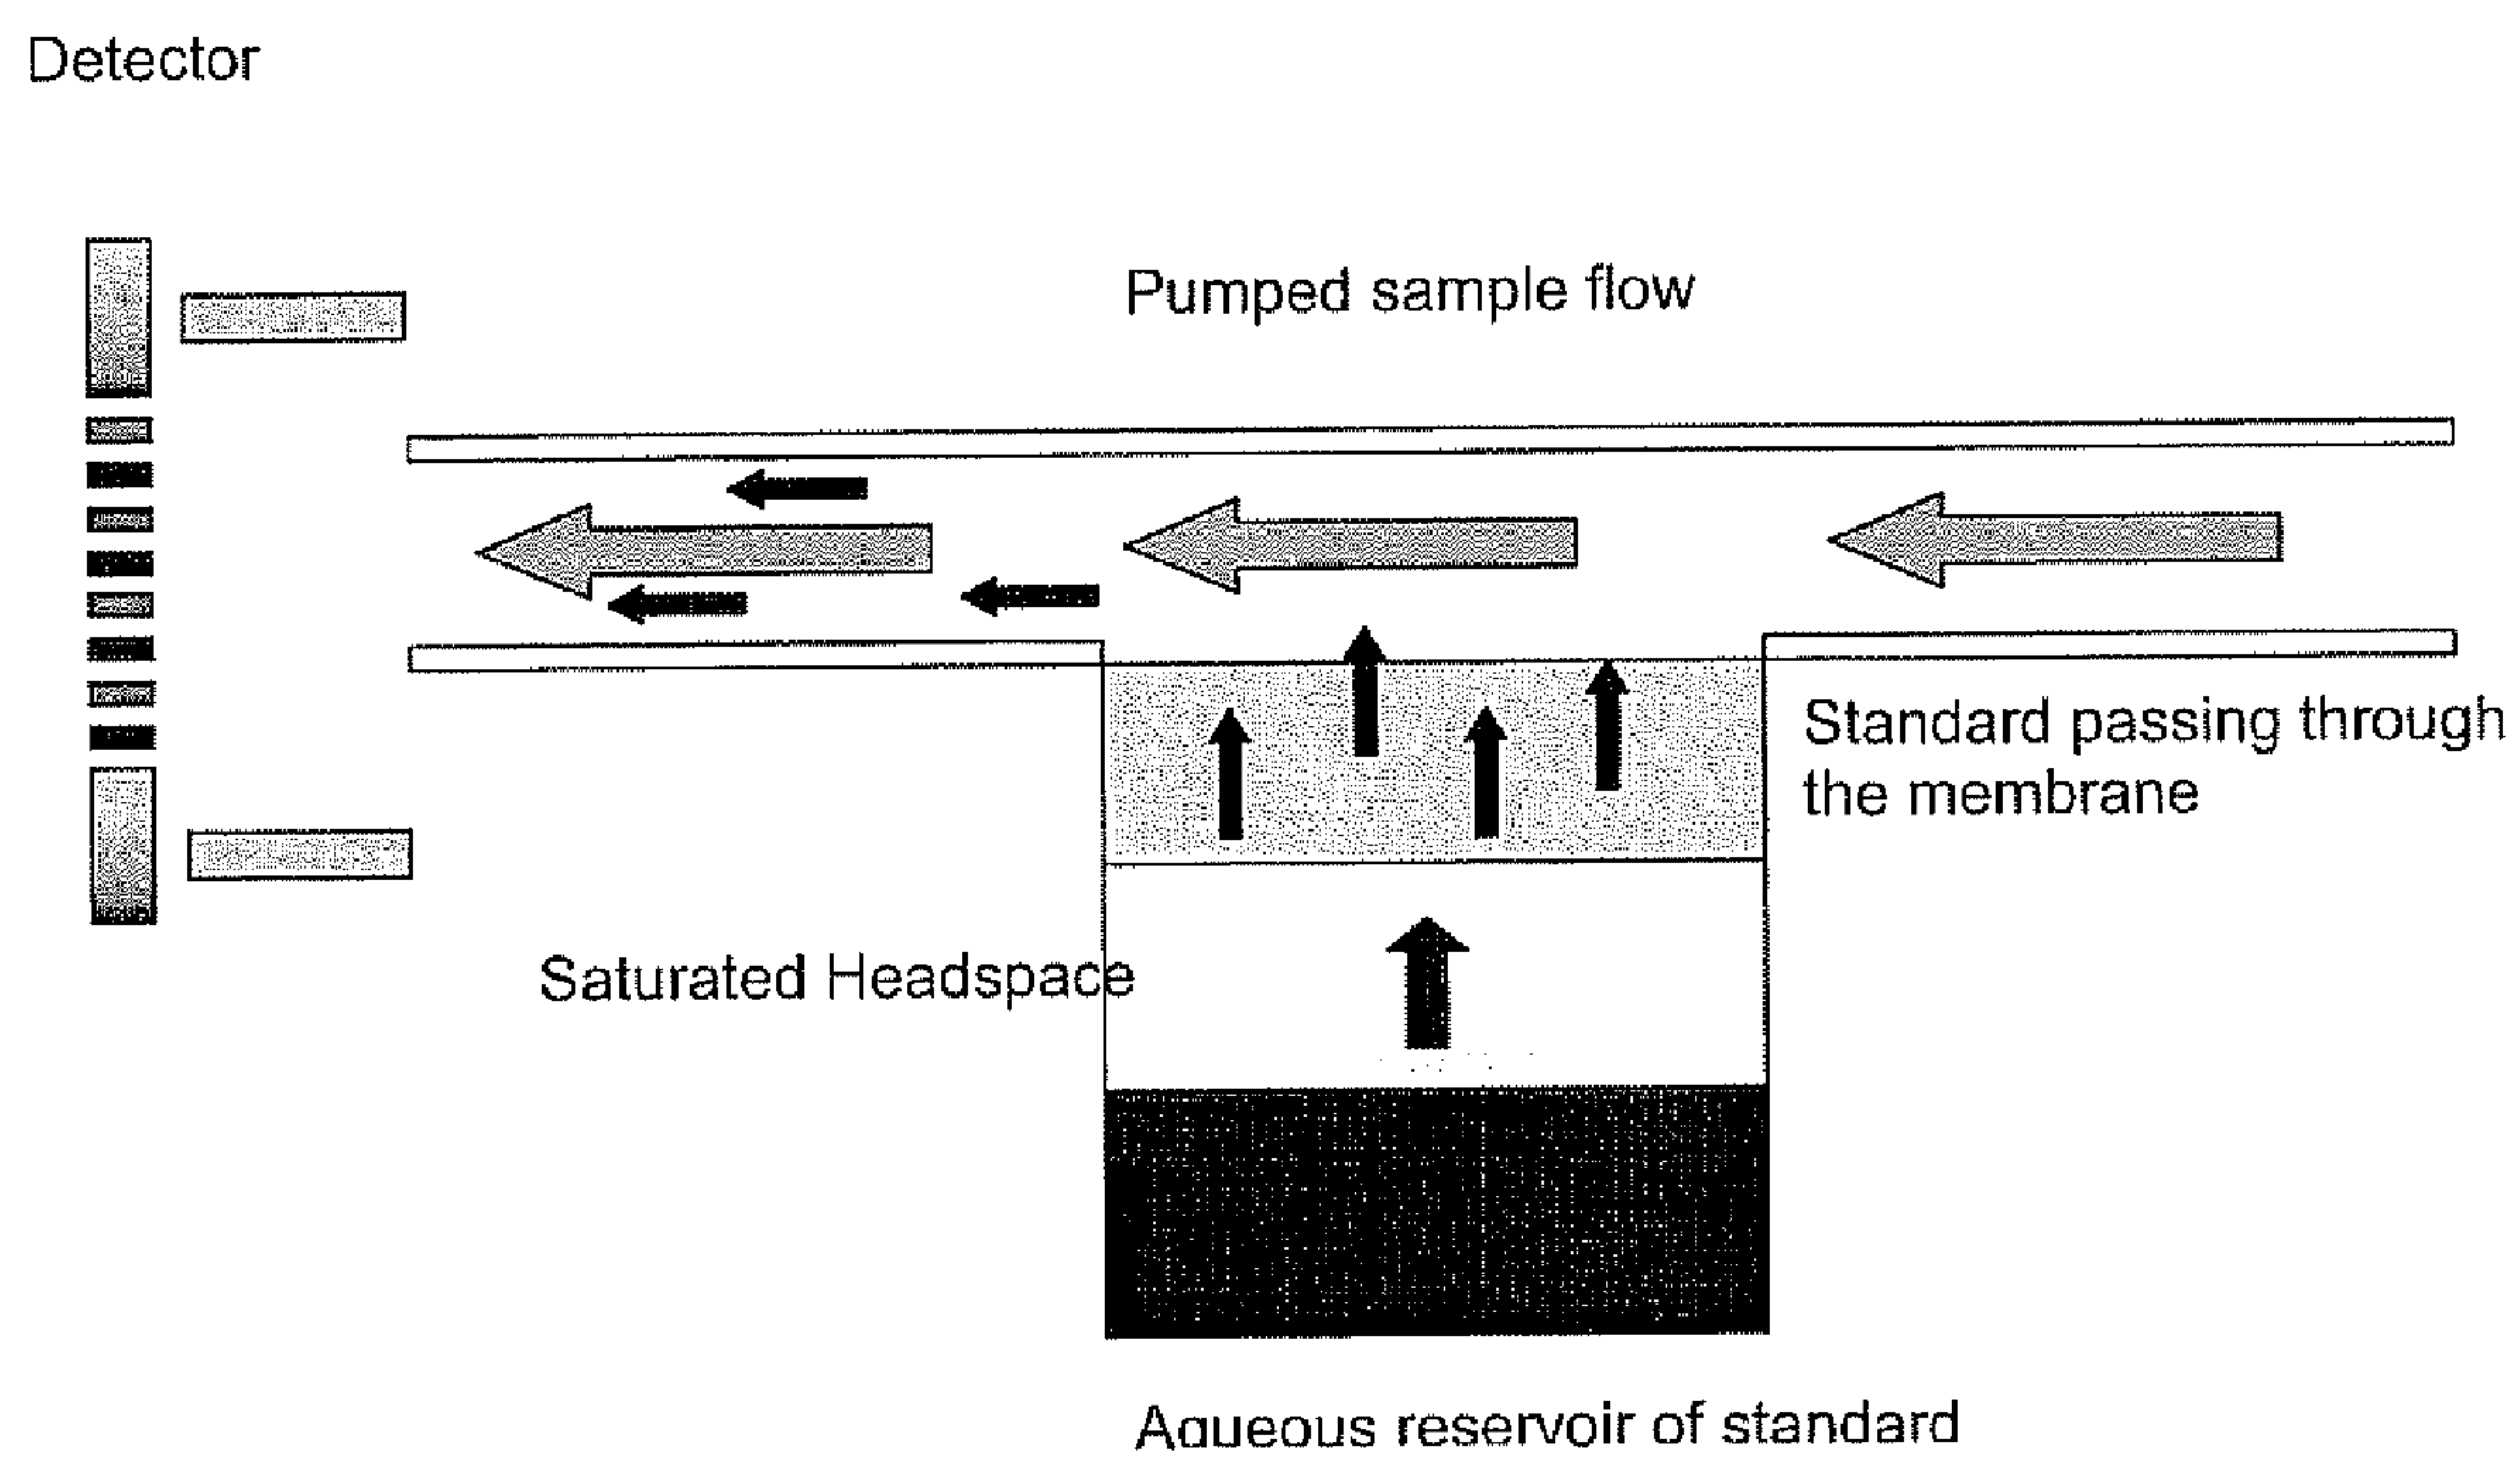 Detector
Pumped sample flow
Standard passing through
the membrane
Saturated Headspace
Aqueous reservoir of standard